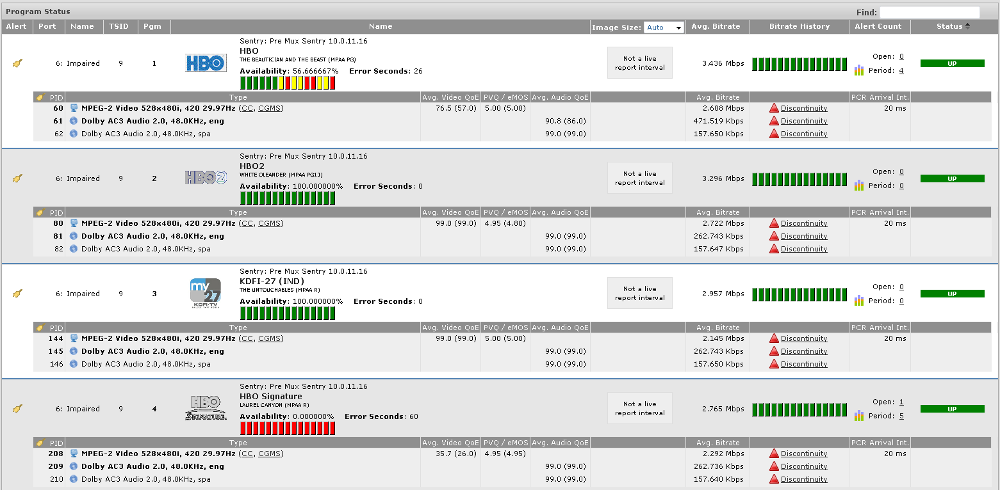 Program Status
Find:
Alert Port Name TSID Pgm Name Image Size: Auto Avg. Bitrate Bitrate History Alert Count Status
Sentry: Pre Mux Sentry 10.0.11.16
HBO
THE BEAUTICIAN AND THE BEAST (MPAA PG)
6: Impaired 9 1 HBO Availability: 56.666667% Error Seconds: 26 Not a live report interval 3.436 Mbps Open: 0 Period: 4 UP
PID Type Avg. Video QoE PVQ / eMOS Avg. Audio QoE Avg. Bitrate PCR Arrival Int.
60 MPEG-2 Video 528x480i, 420 29.97Hz (CC, CGMS) 76.5 (57.0) 5.00 (5.00) 2.608 Mbps Discontinuity 20 ms
61 Dolby AC3 Audio 2.0, 48.0KHz, eng 90.8 (86.0) 471.519 Kbps Discontinuity
62 Dolby AC3 Audio 2.0, 48.0KHz, spa 99.0 (99.0) 157.650 Kbps Discontinuity
Sentry: Pre Mux Sentry 10.0.11.16
HBO2
WHITE OLEANDER (MPAA PG13)
6: Impaired 9 2 HBO2 Availability: 100.000000% Error Seconds: 0 Not a live report interval 3.296 Mbps Open: 0 Period: 0 UP
PID Type Avg. Video QoE PVQ / eMOS Avg. Audio QoE Avg. Bitrate PCR Arrival Int.
80 MPEG-2 Video 528x480i, 420 29.97Hz (CC, CGMS) 99.0 (99.0) 4.95 (4.80) 2.722 Mbps Discontinuity 20 ms
81 Dolby AC3 Audio 2.0, 48.0KHz, eng 99.0 (99.0) 262.743 Kbps Discontinuity
82 Dolby AC3 Audio 2.0, 48.0KHz, spa 99.0 (99.0) 157.647 Kbps Discontinuity
Sentry: Pre Mux Sentry 10.0.11.16
KDFI-27 (IND)
THE UNTOUCHABLES (MPAA R)
6: Impaired 9 3 my 27 KDFI-TV Availability: 100.000000% Error Seconds: 0 Not a live report interval 2.957 Mbps Open: 0 Period: 0 UP
PID Type Avg. Video QoE PVQ / eMOS Avg. Audio QoE Avg. Bitrate PCR Arrival Int.
144 MPEG-2 Video 528x480i, 420 29.97Hz (CC, CGMS) 99.0 (99.0) 5.00 (5.00) 2.145 Mbps Discontinuity 20 ms
145 Dolby AC3 Audio 2.0, 48.0KHz, eng 99.0 (99.0) 262.743 Kbps Discontinuity
146 Dolby AC3 Audio 2.0, 48.0KHz, spa 99.0 (99.0) 157.650 Kbps Discontinuity
Sentry: Pre Mux Sentry 10.0.11.16
HBO Signature
LAUREL CANYON (MPAA R)
6: Impaired 9 4 HBO SIGNATURE Availability: 0.000000% Error Seconds: 60 Not a live report interval 2.765 Mbps Open: 1 Period: 5 UP
PID Type Avg. Video QoE PVQ / eMOS Avg. Audio QoE Avg. Bitrate PCR Arrival Int.
208 MPEG-2 Video 528x480i, 420 29.97Hz (CC, CGMS) 35.7 (26.0) 4.95 (4.95) 2.292 Mbps Discontinuity 20 ms
209 Dolby AC3 Audio 2.0, 48.0KHz, eng 99.0 (99.0) 262.736 Kbps Discontinuity
210 Dolby AC3 Audio 2.0, 48.0KHz, spa 99.0 (99.0) 157.640 Kbps Discontinuity